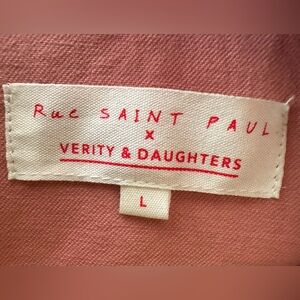 Rue SAINT PAUL
x
VERITY & DAUGHTERS
L